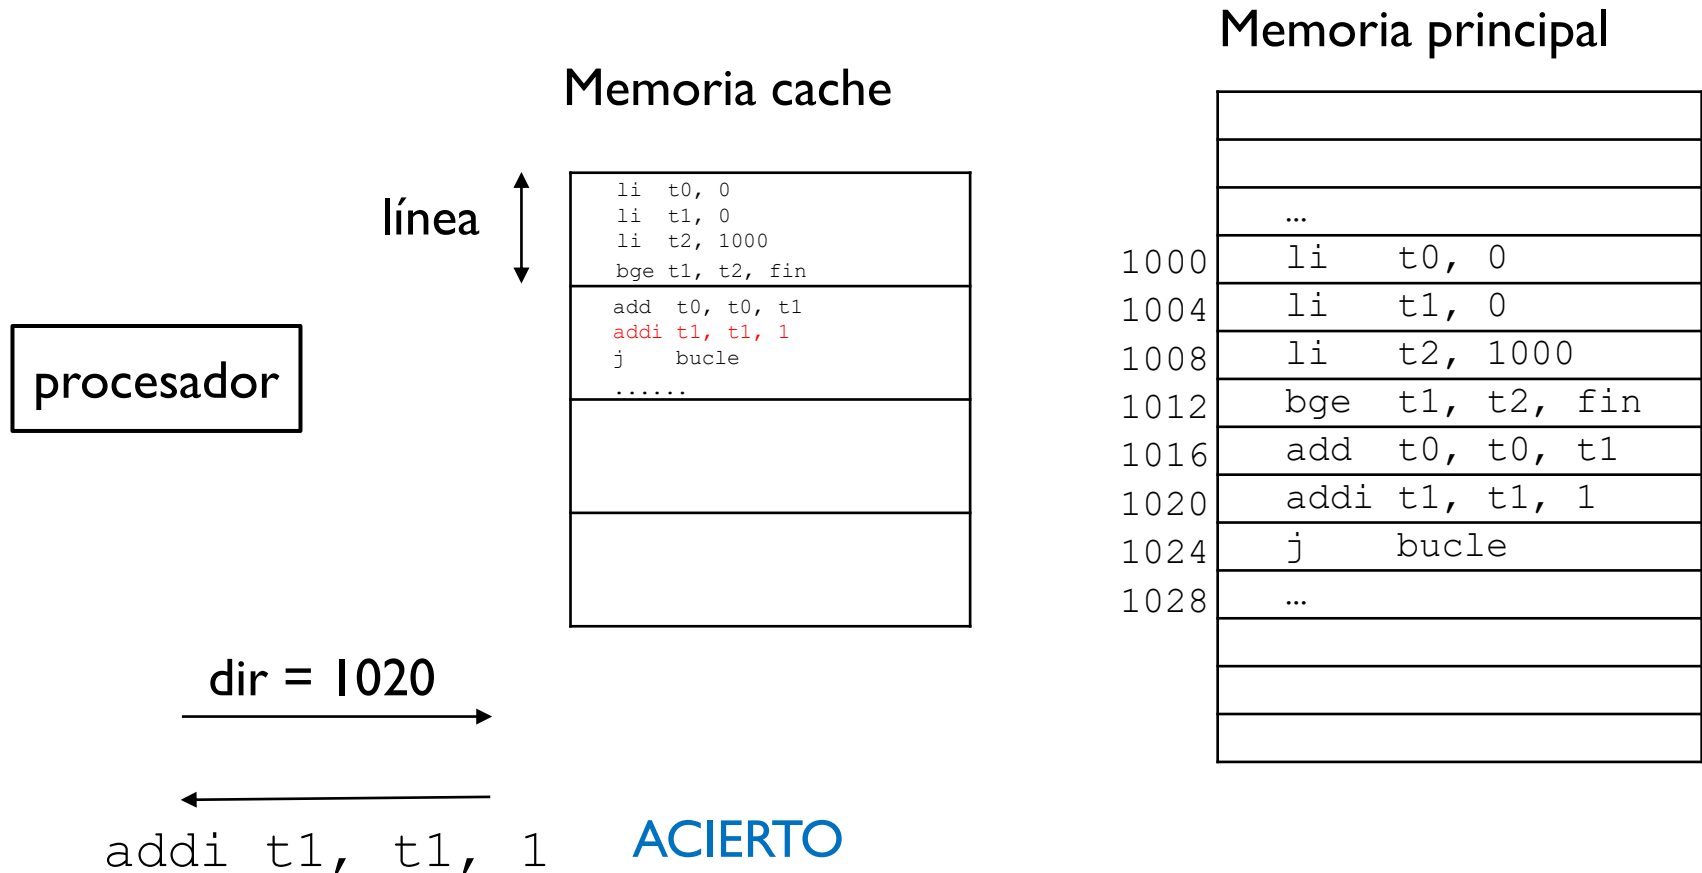 Memoria principal
Memoria cache
línea
li t0, 0
li t1, 0
li t2, 1000
bge t1, t2, fin
add t0, t0, t1
addi t1, t1, 1
j bucle
......
procesador
…
1000 li t0, 0
1004 li t1, 0
1008 li t2, 1000
1012 bge t1, t2, fin
1016 add t0, t0, t1
1020 addi t1, t1, 1
1024 j bucle
1028 …
dir = 1020
addi t1, t1, 1
ACIERTO